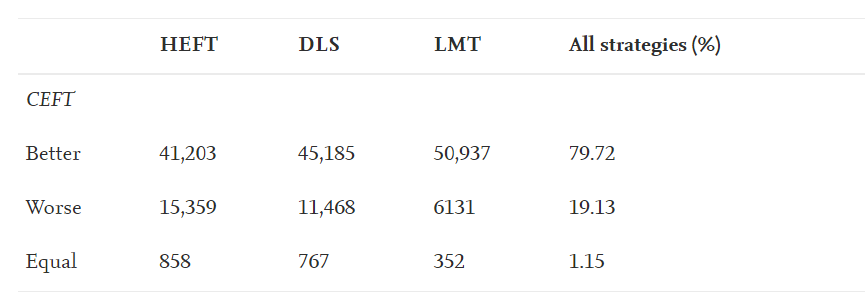 HEFT DLS LMT All strategies (%)
CEFT
Better 41,203 45,185 50,937 79.72
Worse 15,359 11,468 6131 19.13
Equal 858 767 352 1.15